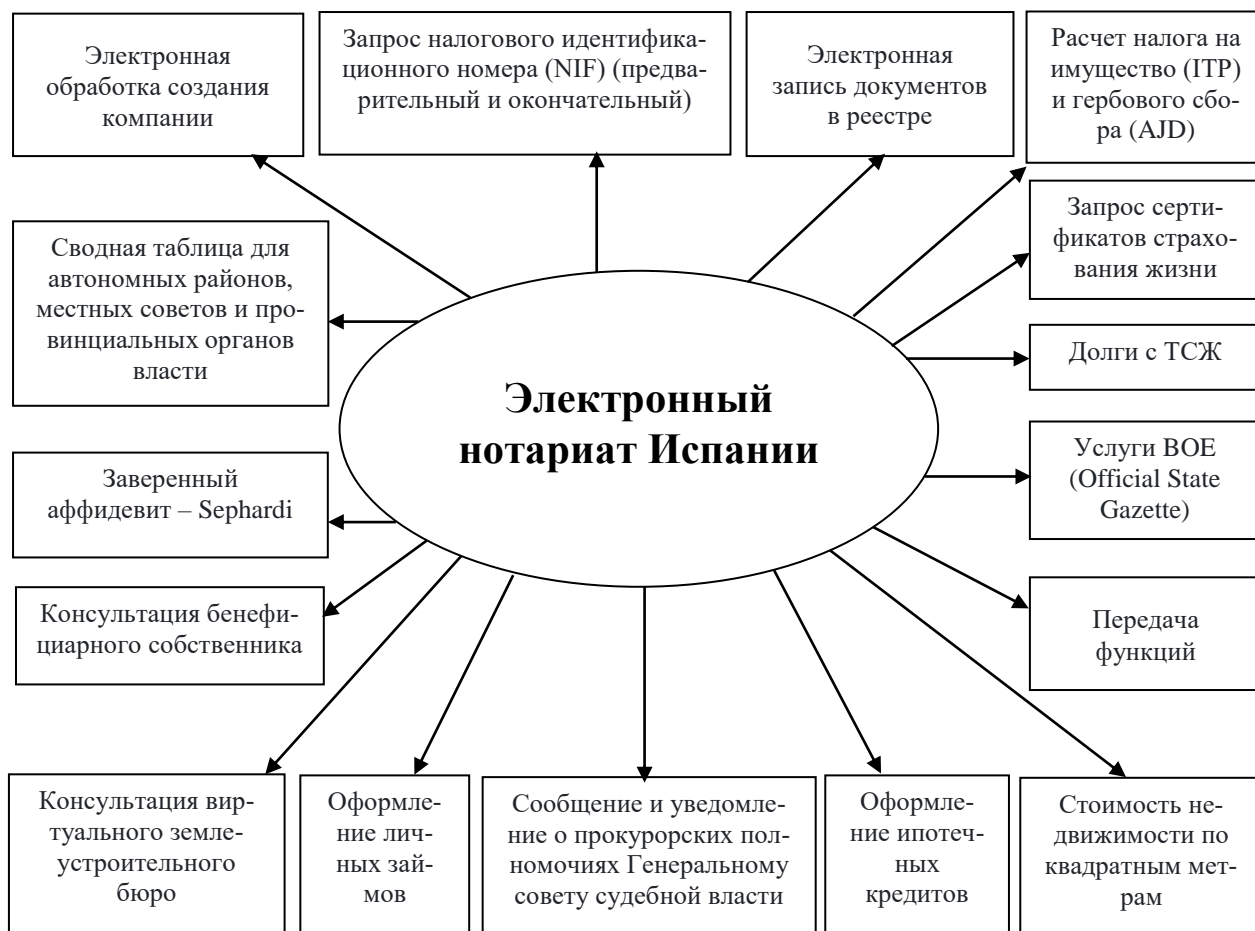 Электронная
обработка создания
компании
Запрос налогового идентифика-
ционного номера (NIF) (предва-
рительный и окончательный)
Электронная
запись документов
в реестре
Расчет налога на
имущество (ITP)
и гербового сбо-
ра (AJD)
Сводная таблица для
автономных районов,
местных советов и про-
винциальных органов
власти
Запрос серти-
фикатов страхо-
вания жизни
Долги с ТСЖ
Электронный
нотариат Испании
Услуги BOE
(Official State
Gazette)
Заверенный
аффидевит – Sephardi
Консультация бенефи-
циарного собственника
Передача
функций
Консультация вир-
туального земле-
устроительного
бюро
Оформле-
ние лич-
ных зай-
мов
Сообщение и уведомле-
ние о прокурорских пол-
номочиях Генеральному
совету судебной власти
Оформле-
ние ипотеч-
ных
кредитов
Стоимость не-
движимости по
квадратным мет-
рам